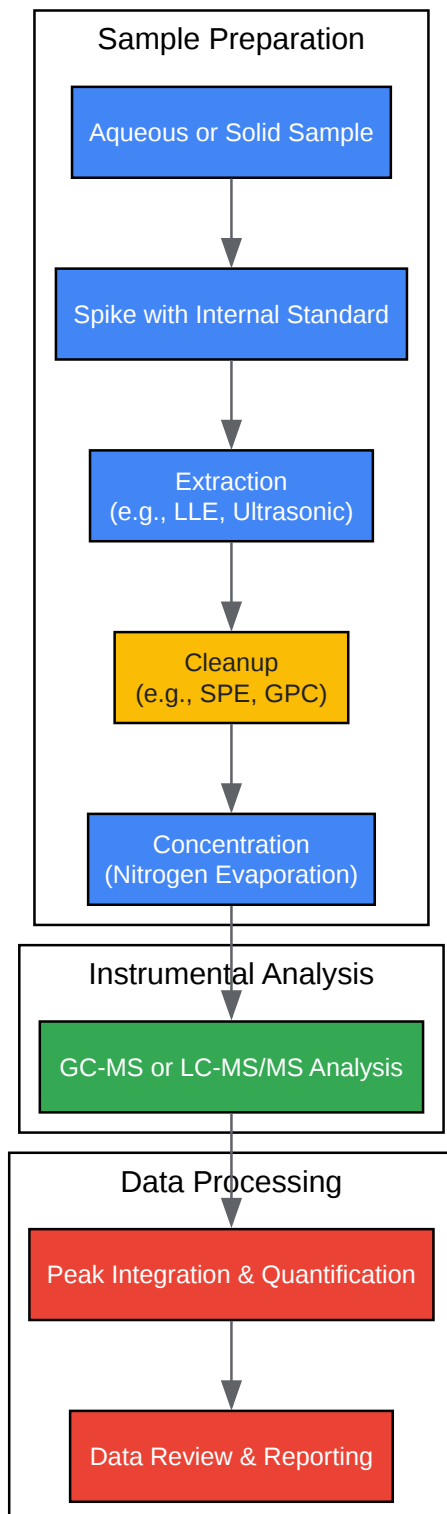 Sample Preparation
Aqueous or Solid Sample
Spike with Internal Standard
Extraction
(e.g., LLE, Ultrasonic)
Cleanup
(e.g., SPE, GPC)
Concentration
(Nitrogen Evaporation)
Instrumental Analysis
GC-MS or LC-MS/MS Analysis
Data Processing
Peak Integration & Quantification
Data Review & Reporting